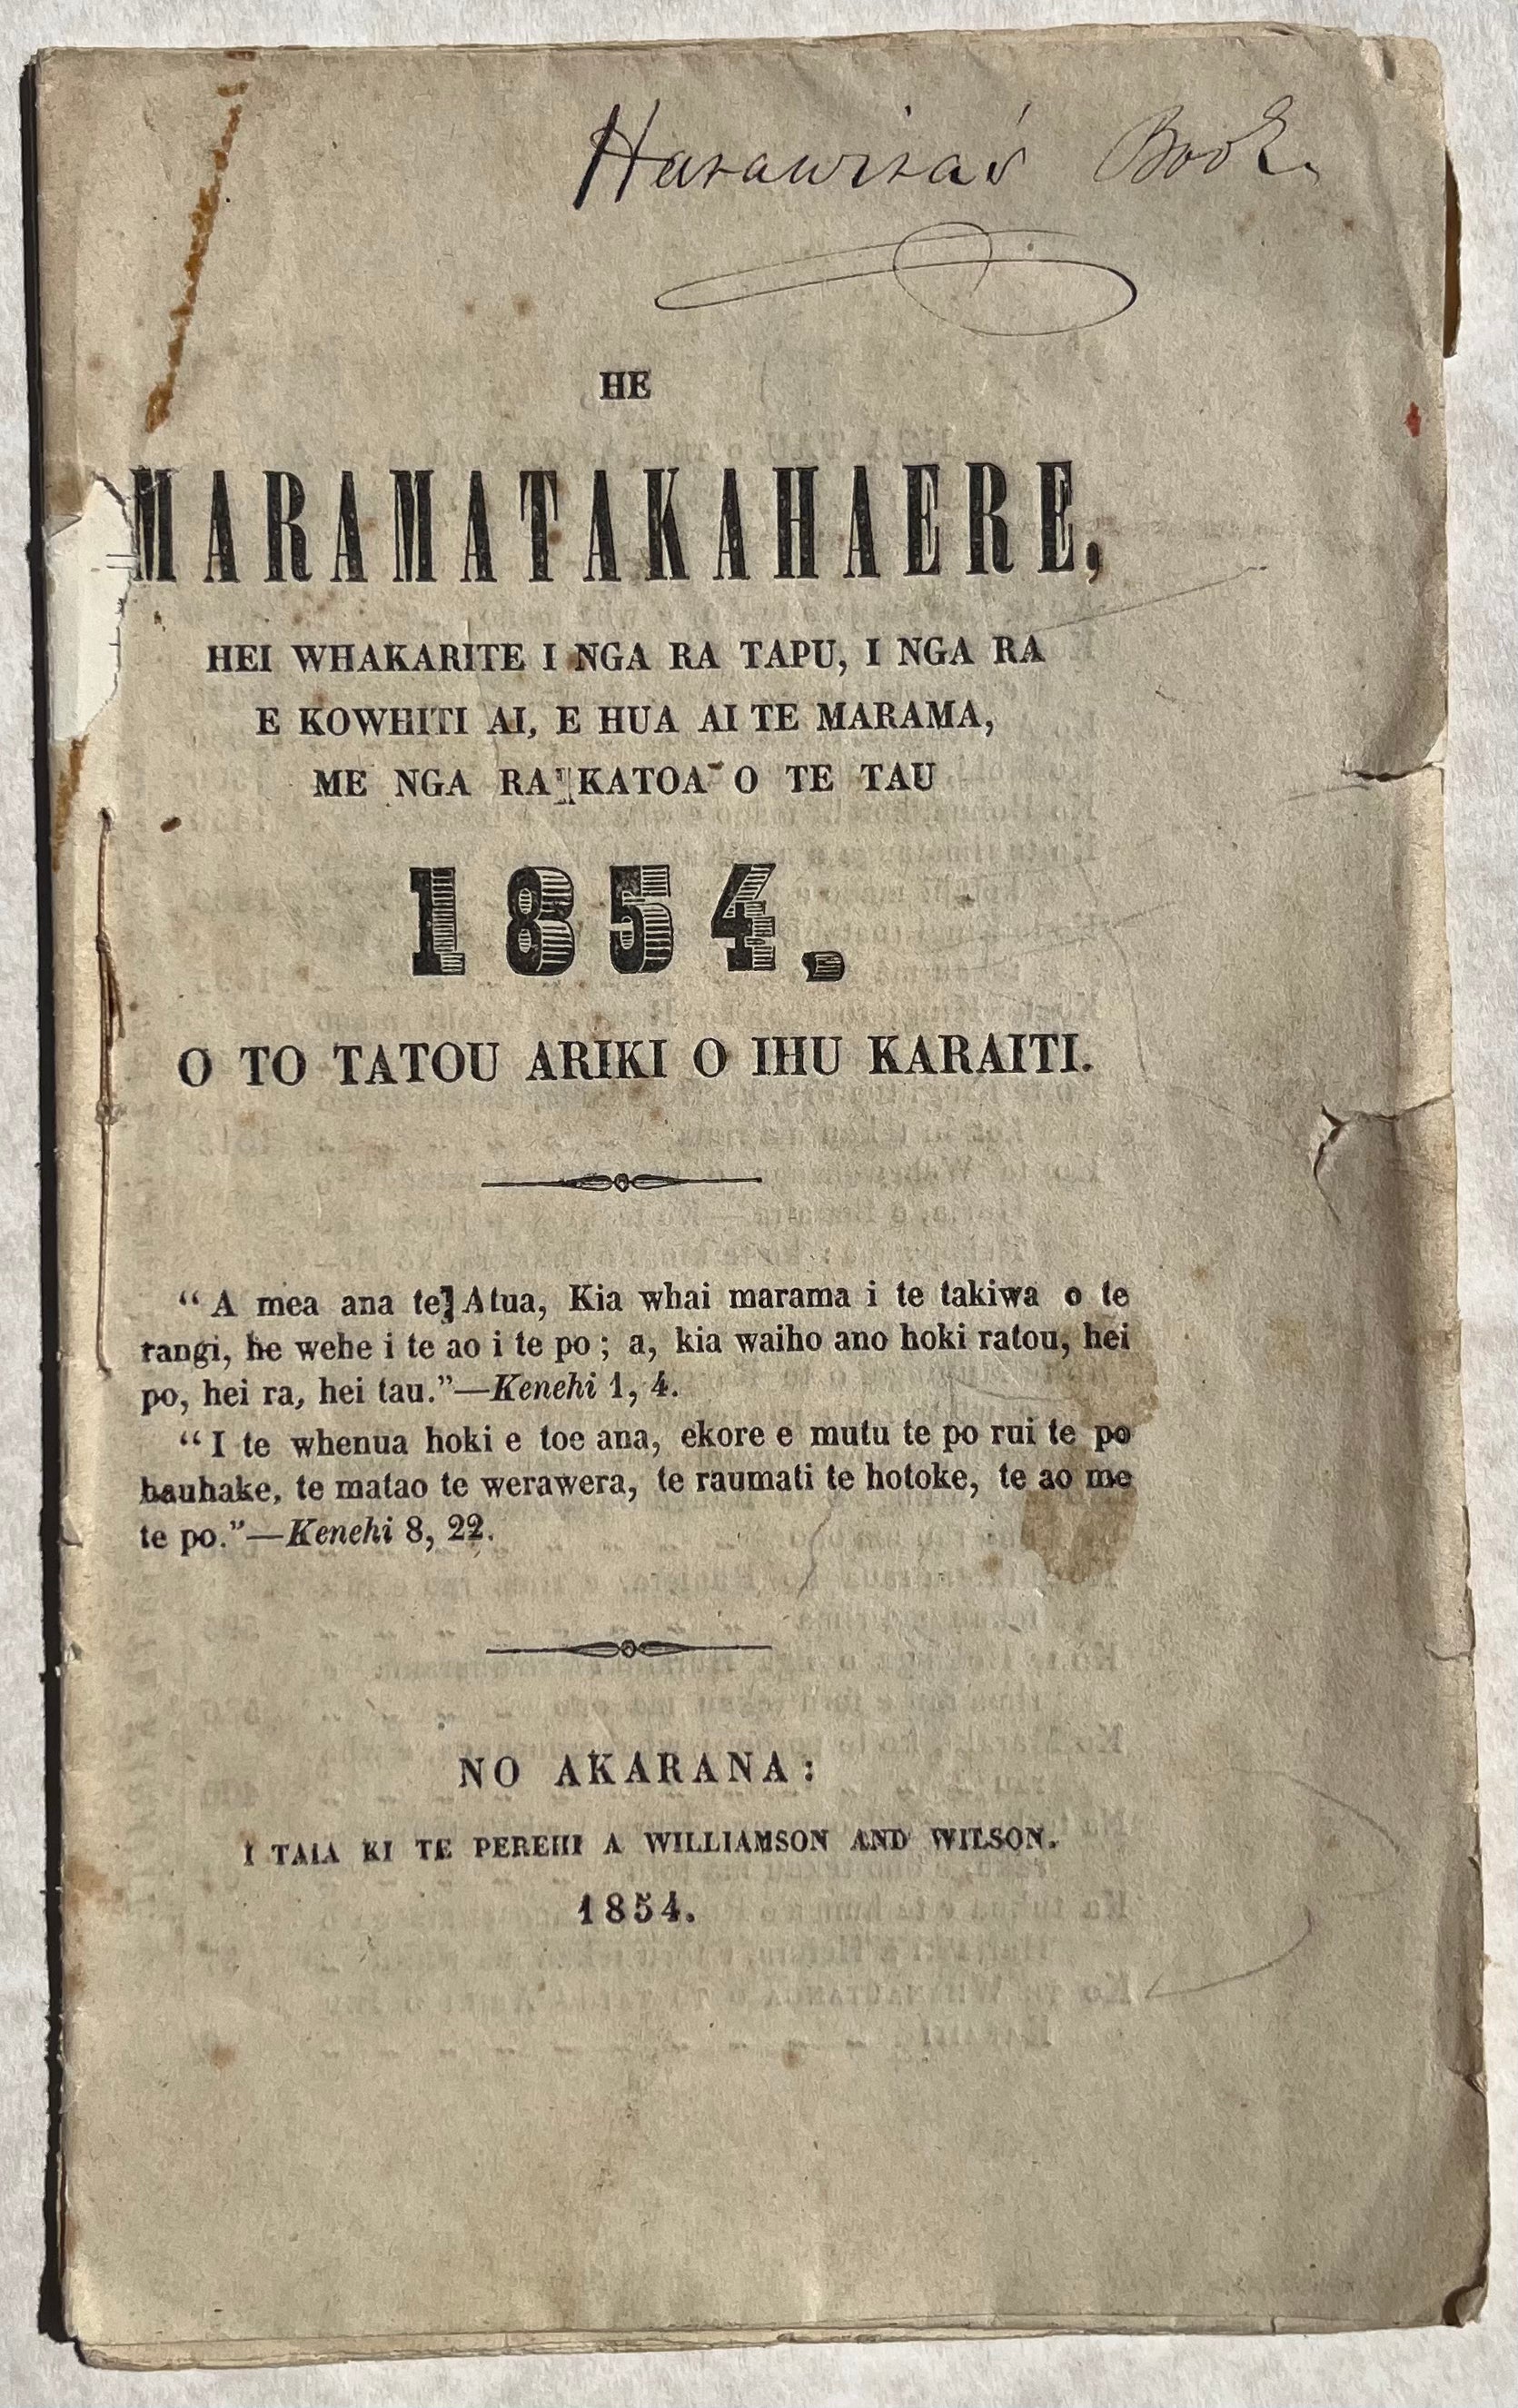 Harawira's Book.
HE
MARAMATAKAHAERE,
HEI WHAKARITE I NGA RA TAPU, I NGA RA
E KOWHITI AI, E HUA AI TE MARAMA,
ME NGA RA KATOA O TE TAU
1854.
O TO TATOU ARIKI O IHU KARAITI.
“A mea ana te Atua, Kia whai marama i te takiwa o te
rangi, he wehe i te ao i te po; a, kia waiho ano hoki ratou, hei
po, hei ra, hei tau.”—Kenehi 1, 4.
“I te whenua hoki e toe ana, ekore e mutu te po rui te po
hauhake, te matao te werawera, te raumati te hotoke, te ao me
te po.”—Kenehi 8, 22.
NO AKARANA:
I TAIA KI TE PEREHI A WILLIAMSON AND WILSON.
1854.